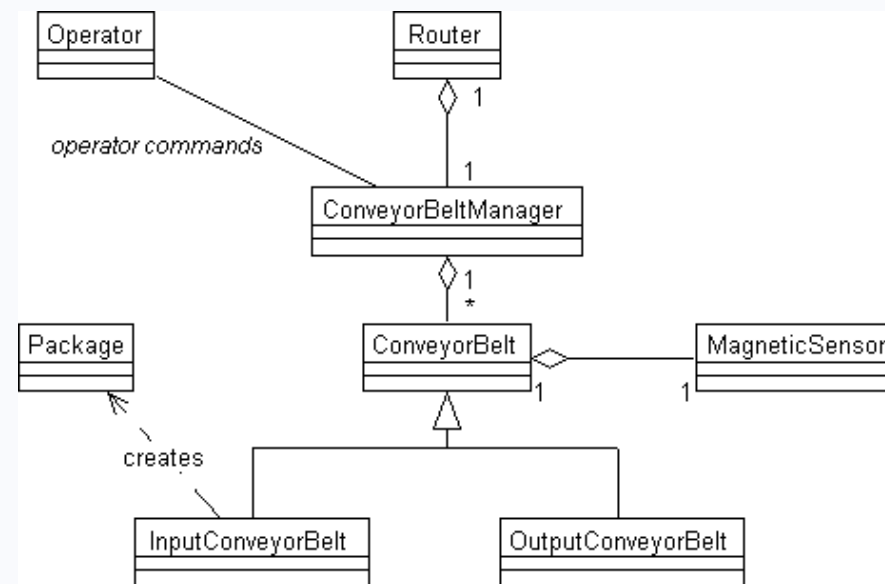 Operator
Router
1
operator commands
1
ConveyorBeltManager
1
*
Package
ConveyorBelt
MagneticSensor
1
1
creates
InputConveyorBelt
OutputConveyorBelt